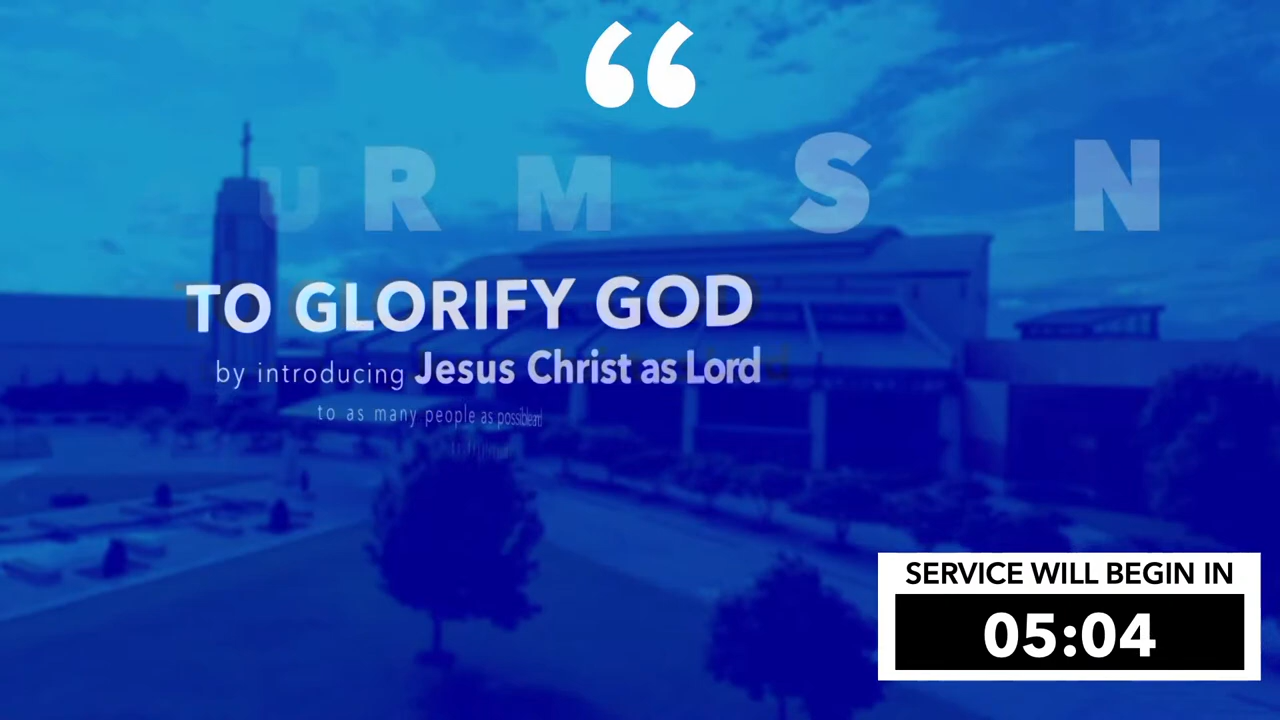 “
U R M S N
TO GLORIFY GOD
by introducing Jesus Christ as Lord
to as many people as possible
SERVICE WILL BEGIN IN
05:04